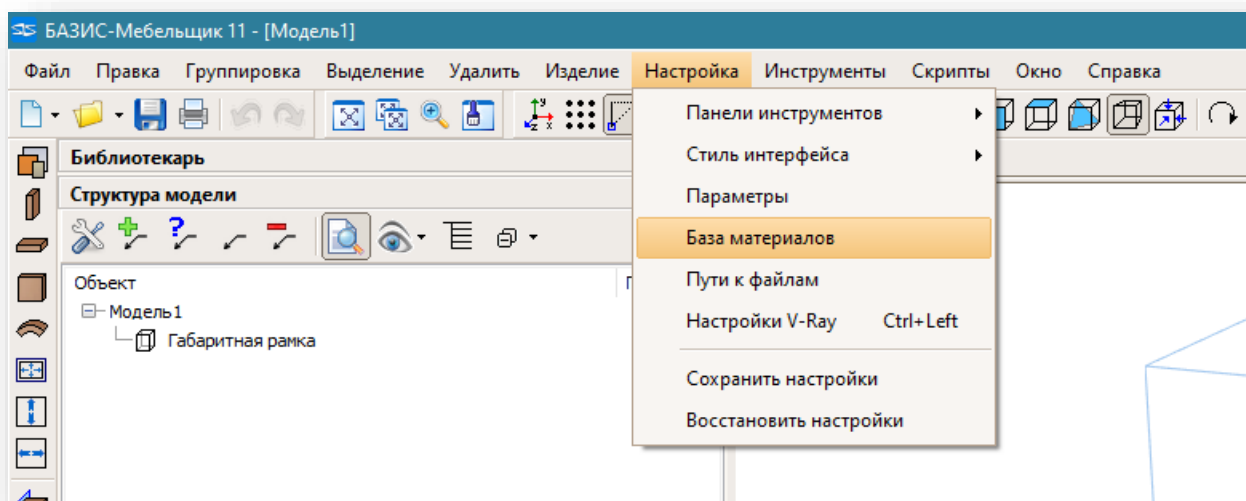 БАЗИС-Мебельщик 11 - [Модель1]
Файл Правка Группировка Выделение Удалить Изделие Настройка Инструменты Скрипты Окно Справка
Панели инструментов
Стиль интерфейса
Параметры
База материалов
Пути к файлам
Настройки V-Ray Ctrl+Left
Сохранить настройки
Восстановить настройки
Библиотекарь
Структура модели
Объект
Модель1
Габаритная рамка